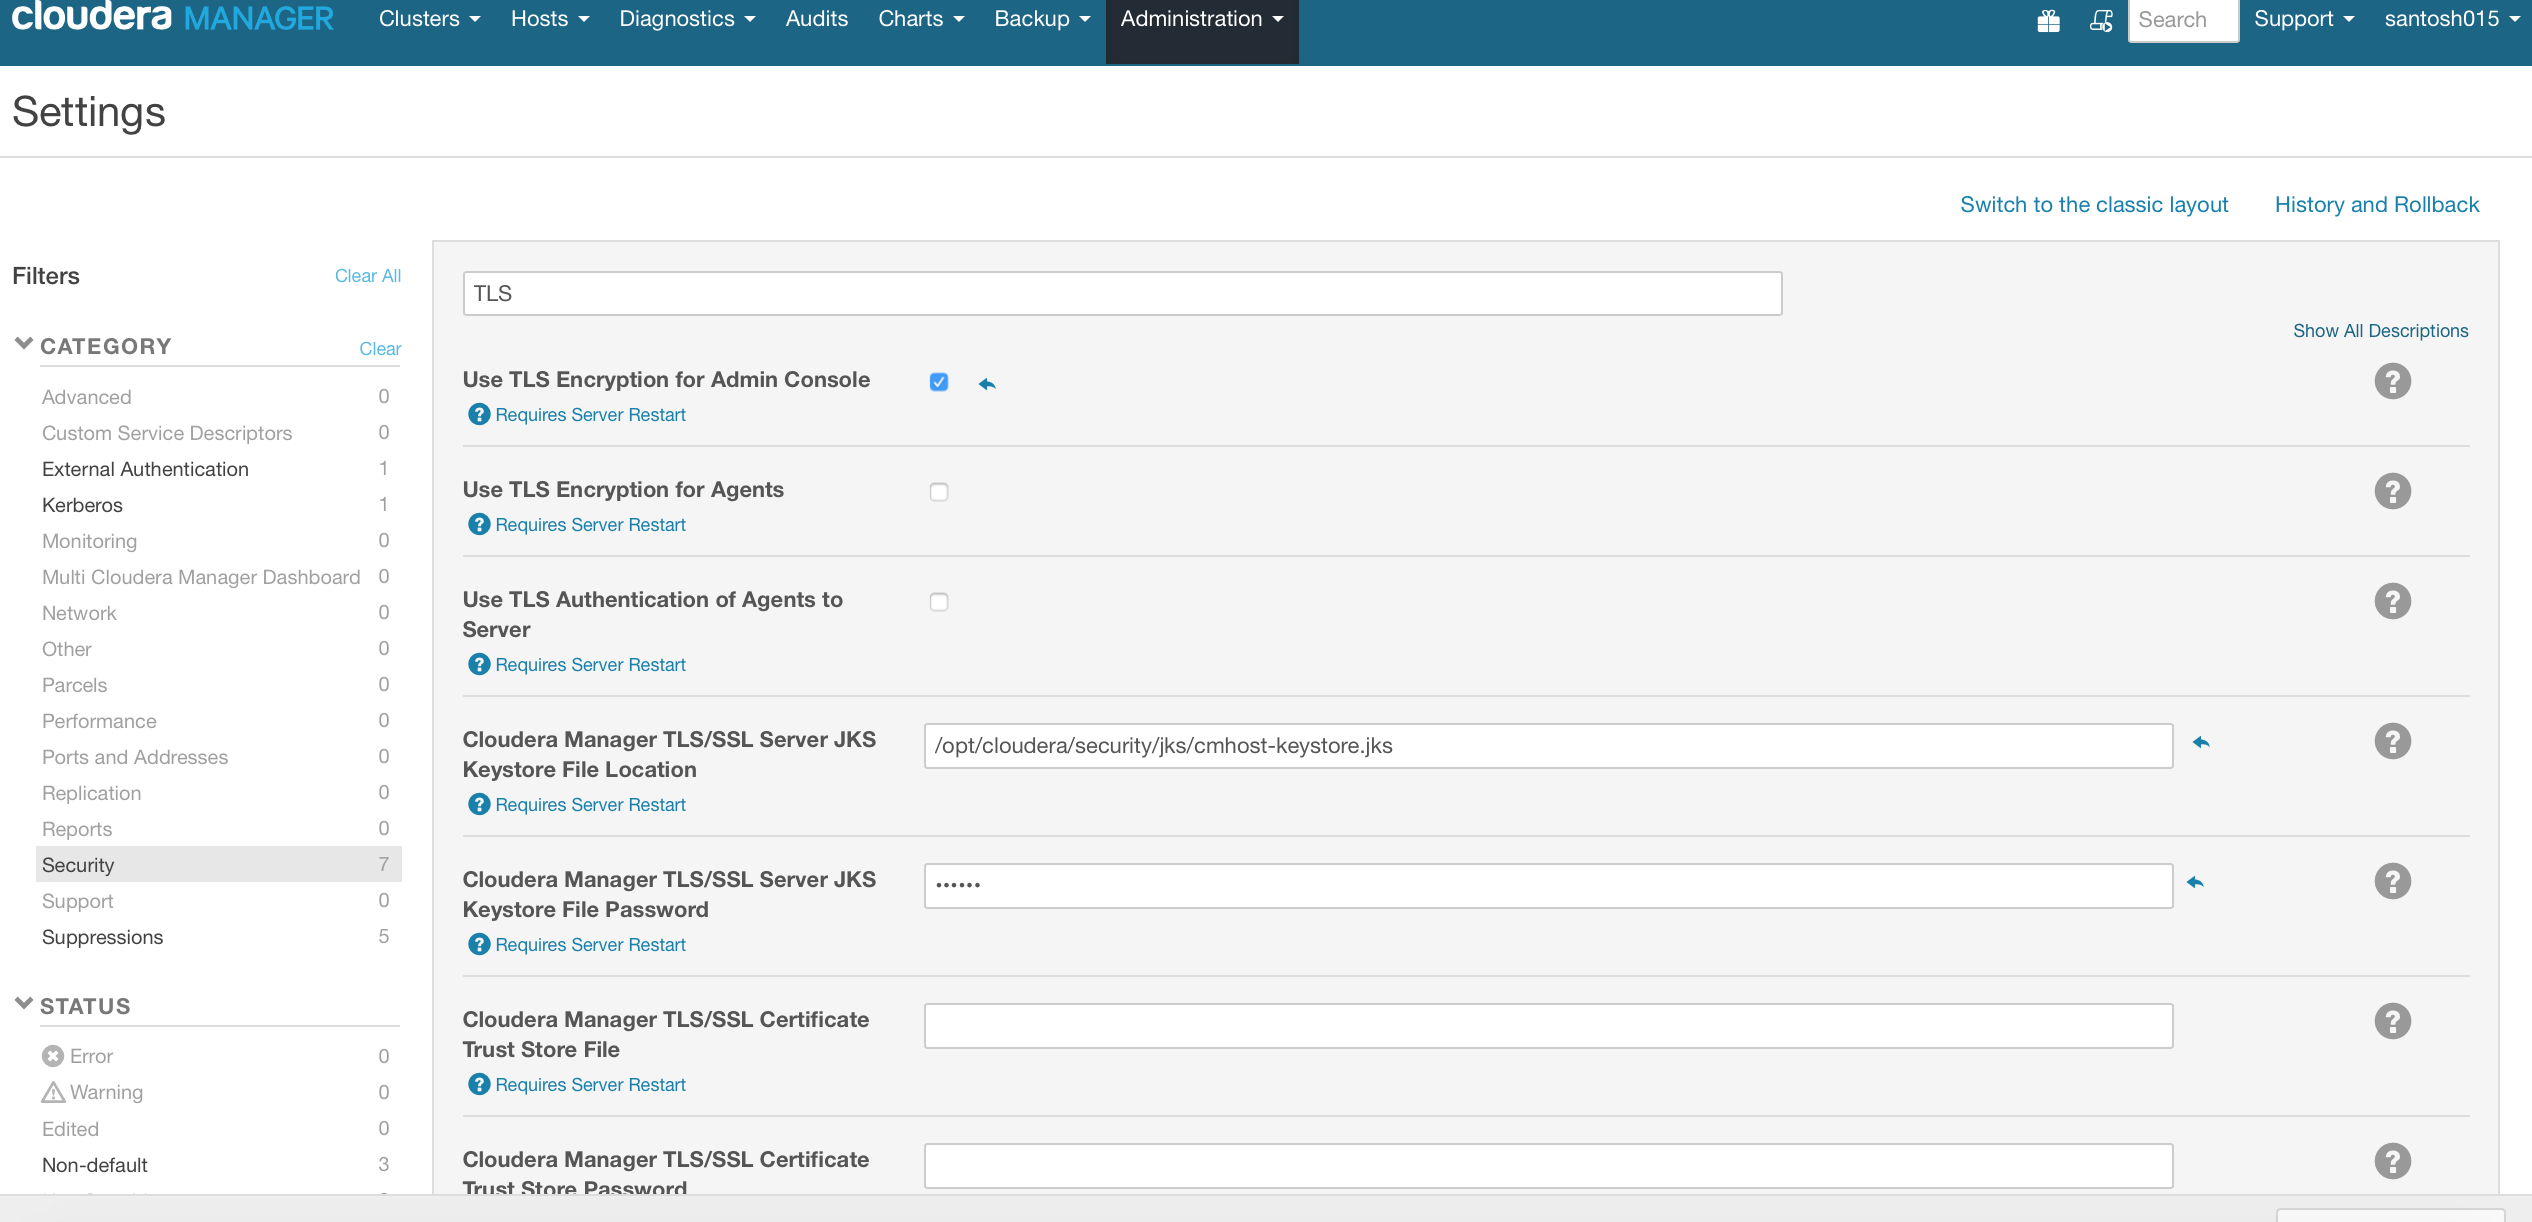 cloudera MANAGER Clusters Hosts Diagnostics Audits Charts Backup Administration Search Support santosh015
Settings
Switch to the classic layout History and Rollback
Filters Clear All
CATEGORY Clear
Advanced 0
Custom Service Descriptors 0
External Authentication 1
Kerberos 1
Monitoring 0
Multi Cloudera Manager Dashboard 0
Network 0
Other 0
Parcels 0
Performance 0
Ports and Addresses 0
Replication 0
Reports 0
Security 7
Support 0
Suppressions 5
STATUS
Error 0
Warning 0
Edited 0
Non-default 3
TLS
Show All Descriptions
Use TLS Encryption for Admin Console
? Requires Server Restart
?
Use TLS Encryption for Agents
? Requires Server Restart
?
Use TLS Authentication of Agents to
Server
? Requires Server Restart
?
Cloudera Manager TLS/SSL Server JKS
Keystore File Location
? Requires Server Restart
/opt/cloudera/security/jks/cmhost-keystore.jks
?
Cloudera Manager TLS/SSL Server JKS
Keystore File Password
? Requires Server Restart
••••••
?
Cloudera Manager TLS/SSL Certificate
Trust Store File
? Requires Server Restart
?
Cloudera Manager TLS/SSL Certificate
Trust Store Password
?